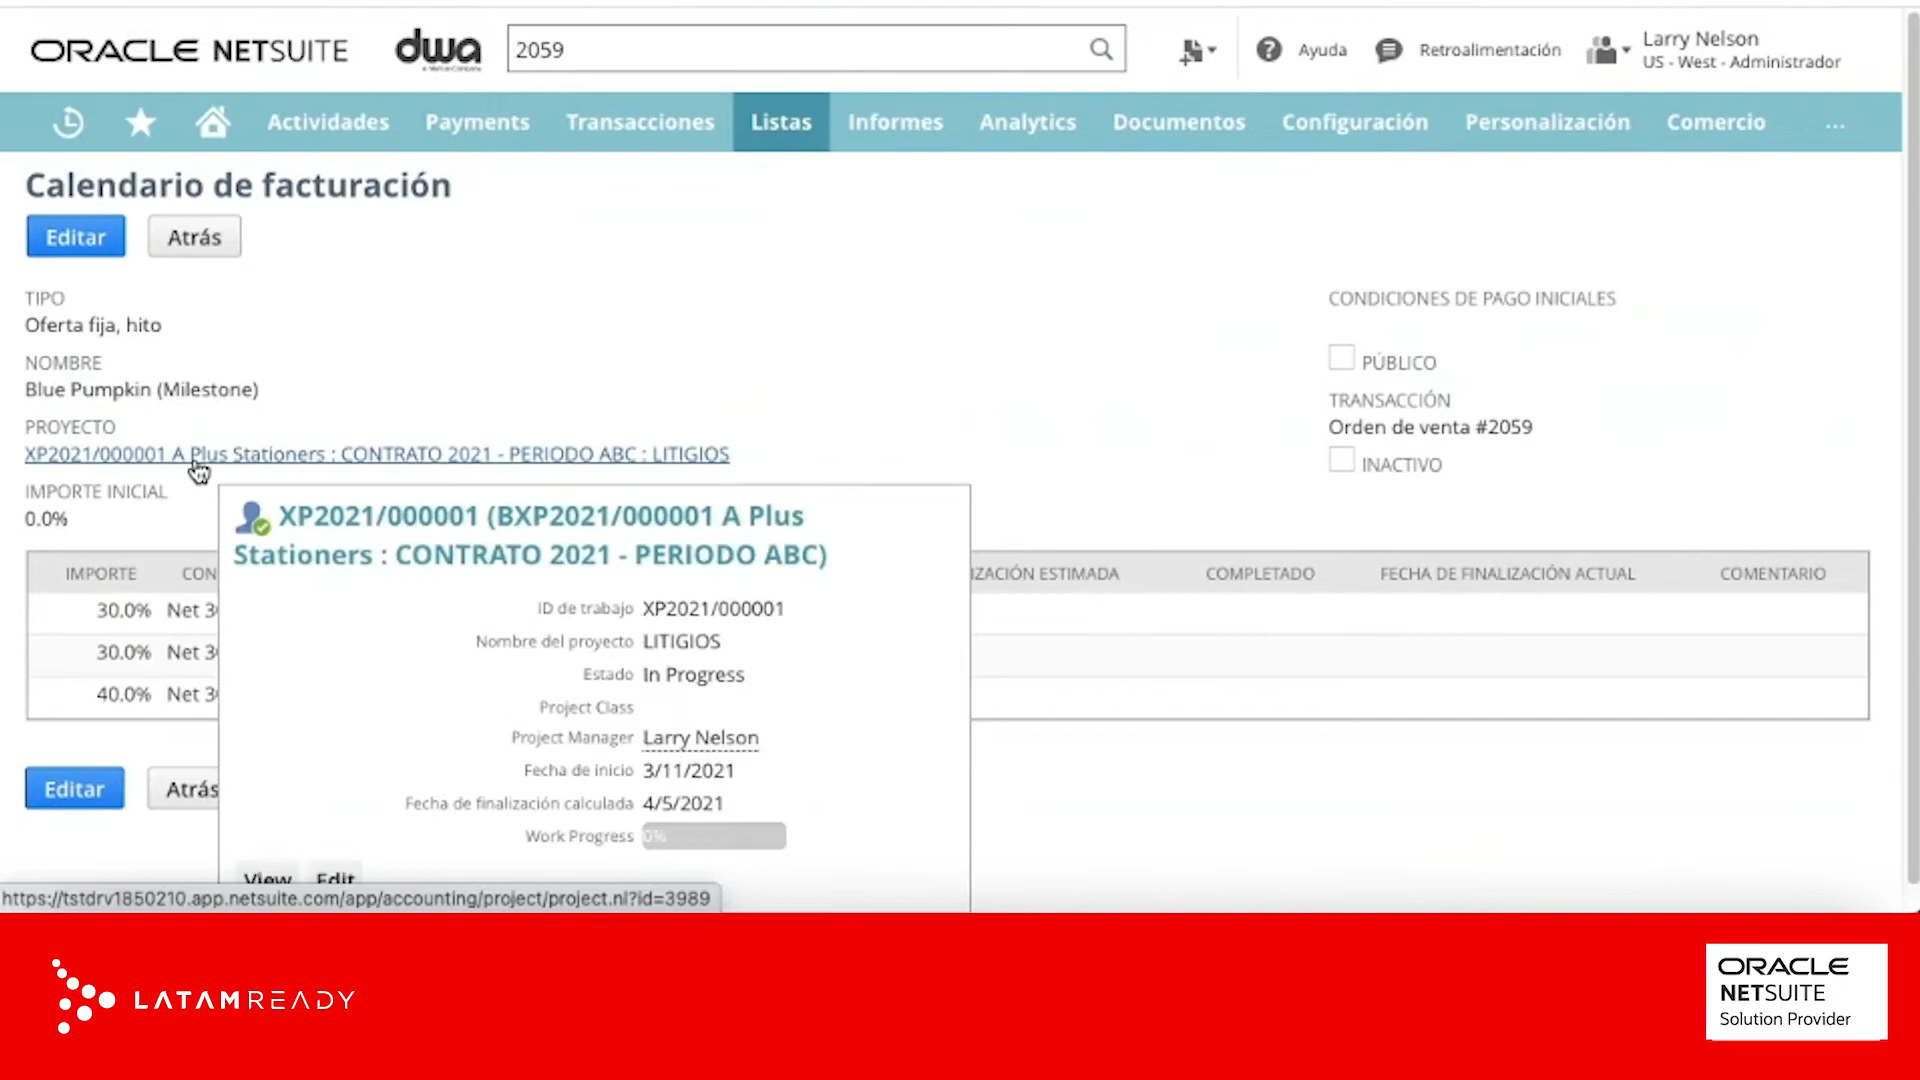 ORACLE NETSUITE
dwa
2059
Ayuda
Retroalimentación
Larry Nelson
US - West - Administrador
Actividades
Payments
Transacciones
Listas
Informes
Analytics
Documentos
Configuración
Personalización
Comercio
...
Calendario de facturación
Editar
Atrás
TIPO
Oferta fija, hito
NOMBRE
Blue Pumpkin (Milestone)
PROYECTO
XP2021/000001 A Plus Stationers : CONTRATO 2021 - PERIODO ABC : LITIGIOS
IMPORTE INICIAL
0.0%
CONDICIONES DE PAGO INICIALES
PÚBLICO
TRANSACCIÓN
Orden de venta #2059
INACTIVO
IMPORTE CON IZACIÓN ESTIMADA COMPLETADO FECHA DE FINALIZACIÓN ACTUAL COMENTARIO
30.0% Net 3
30.0% Net 3
40.0% Net 3
XP2021/000001 (BXP2021/000001 A Plus
Stationers : CONTRATO 2021 - PERIODO ABC)
ID de trabajo XP2021/000001
Nombre del proyecto LITIGIOS
Estado In Progress
Project Class
Project Manager Larry Nelson
Fecha de inicio 3/11/2021
Fecha de finalización calculada 4/5/2021
Work Progress 0%
View Edit
Editar
Atrás
https://tstdrv1850210.app.netsuite.com/app/accounting/project/project.nl?id=3989
LATAMREADY
ORACLE
NETSUITE
Solution Provider